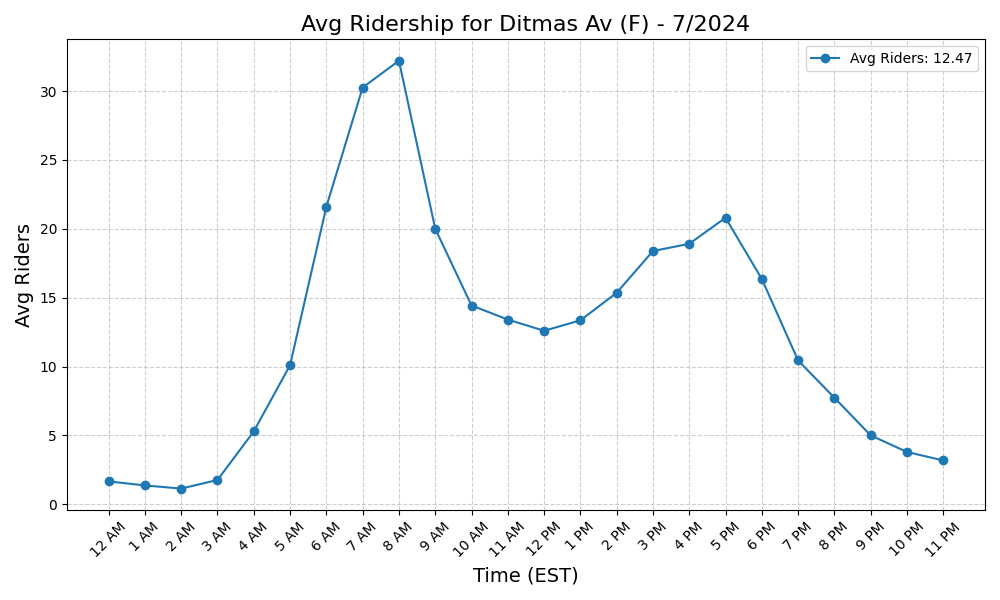 Avg Ridership for Ditmas Av (F) - 7/2024
Avg Riders: 12.47
Avg Riders
30
25
20
15
10
5
0
12 AM
1 AM
2 AM
3 AM
4 AM
5 AM
6 AM
7 AM
8 AM
9 AM
10 AM
11 AM
12 PM
1 PM
2 PM
3 PM
4 PM
5 PM
6 PM
7 PM
8 PM
9 PM
10 PM
11 PM
Time (EST)